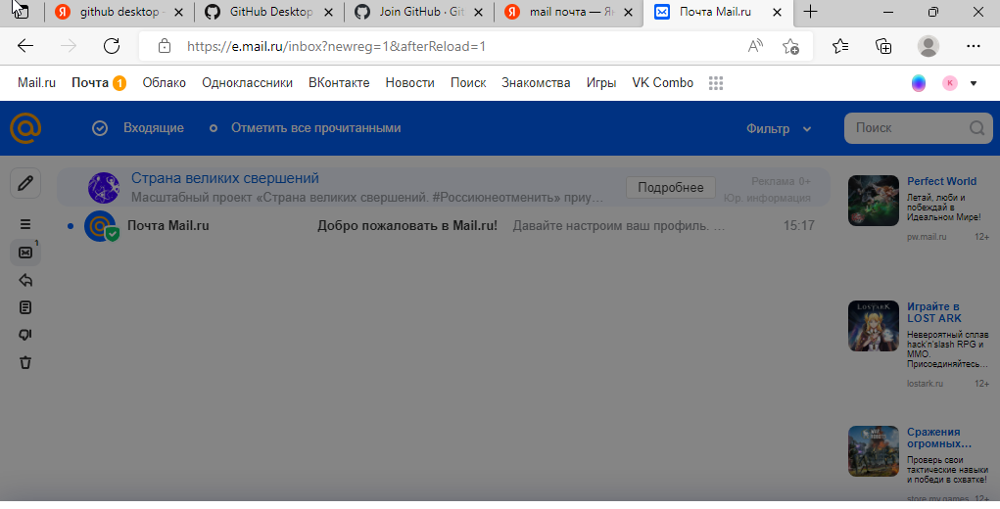 github desktop
GitHub Desktop
Join GitHub · Git
mail почта — Ян
Почта Mail.ru
https://e.mail.ru/inbox?newreg=1&afterReload=1
Mail.ru Почта 1 Облако Одноклассники ВКонтакте Новости Поиск Знакомства Игры VK Combo
К
Входящие Отметить все прочитанными Фильтр Поиск
Страна великих свершений
Масштабный проект «Страна великих свершений. #Россиюнеотменить» приу…
Подробнее
Реклама 0+
Юр. информация
Почта Mail.ru Добро пожаловать в Mail.ru! Давайте настроим ваш профиль. … 15:17
1
Perfect World
Летай, люби и
побеждай в
Идеальном Мире!
pw.mail.ru 12+
LOSTARK
Играйте в
LOST ARK
Невероятный сплав
hack'n'slash RPG и
MMO.
Присоединяйтесь…
lostark.ru 12+
Сражения
огромных…
Проверь свои
тактические навыки
и победи в схватке!
store.my.games 12+